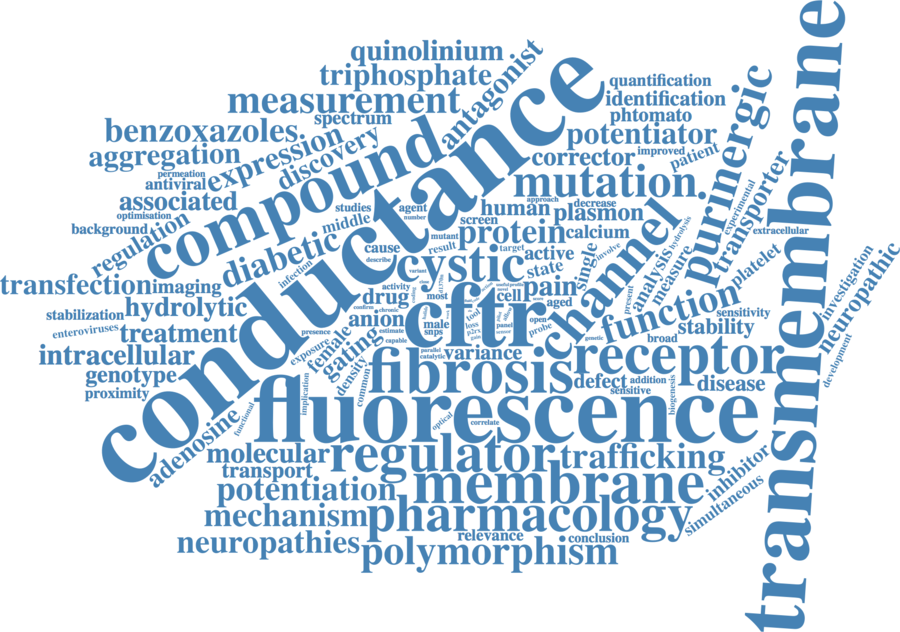 conductance
transmembrane
fluorescence
cftr
compound
channel
membrane
receptor
fibrosis
regulator
pharmacology
cystic
mutation
purinergic
measurement
polymorphism
function
protein
expression
diabetic
benzoxazoles
aggregation
quinolinium
triphosphate
antagonist
spectrum
discovery
permeation
antiviral
associated
optimisation
background
regulation
transfection
imaging
stabilization
hydrolytic
enteroviruses
treatment
intracellular
genotype
proximity
adenosine
functional
molecular
transport
potentiation
mechanism
neuropathies
trafficking
relevance
conclusion
inhibitor
simultaneous
quantification
identification
phtomato
potentiator
corrector
improved
patient
approach
human
decrease
plasmon
calcium
screen
studies
agent
number
middle
mutant
result
cause
describe
infection
target
active
state
single
involve
variant
activity
drug
confirm
chronic
most
cell
pain
aged
anion
estimate
capable
male
snps
tool
loss
p2rx
gain
panel
probe
open
presence
exposure
female
gating
density
common
implication
parallel
catalytic
variance
genetic
present
analysis
measure
hydrolysis
experimental
transporter
extracellular
platelet
sensitivity
stability
broad
defect
addition
sensitive
disease
biogenesis
optical
correlate
investigation
neuropathic
development